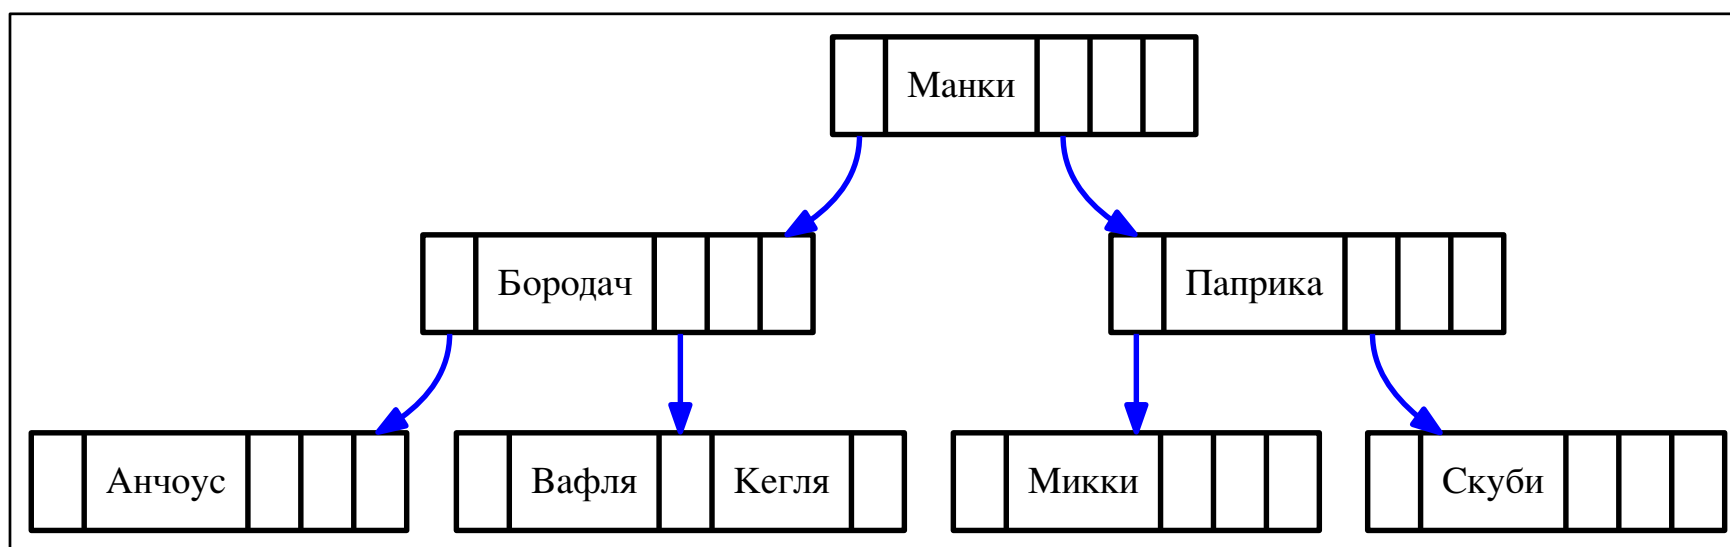 Манки
Бородач Паприка
Анчоус Вафля Кегля Микки Скуби